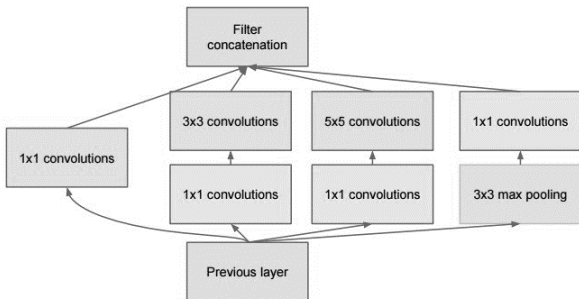 Filter
concatenation
3x3 convolutions
5x5 convolutions
1x1 convolutions
1x1 convolutions
1x1 convolutions
1x1 convolutions
3x3 max pooling
Previous layer